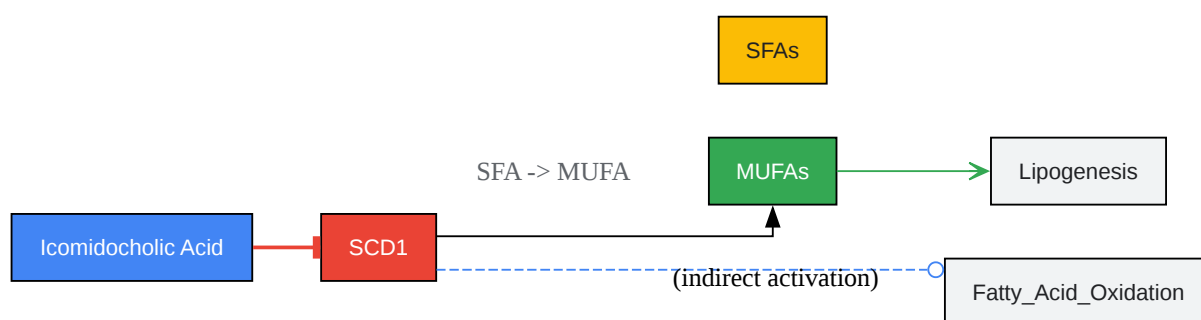 SFAs
SFA -> MUFA
MUFAs
Lipogenesis
Icomidocholic Acid
SCD1
(indirect activation)
Fatty_Acid_Oxidation